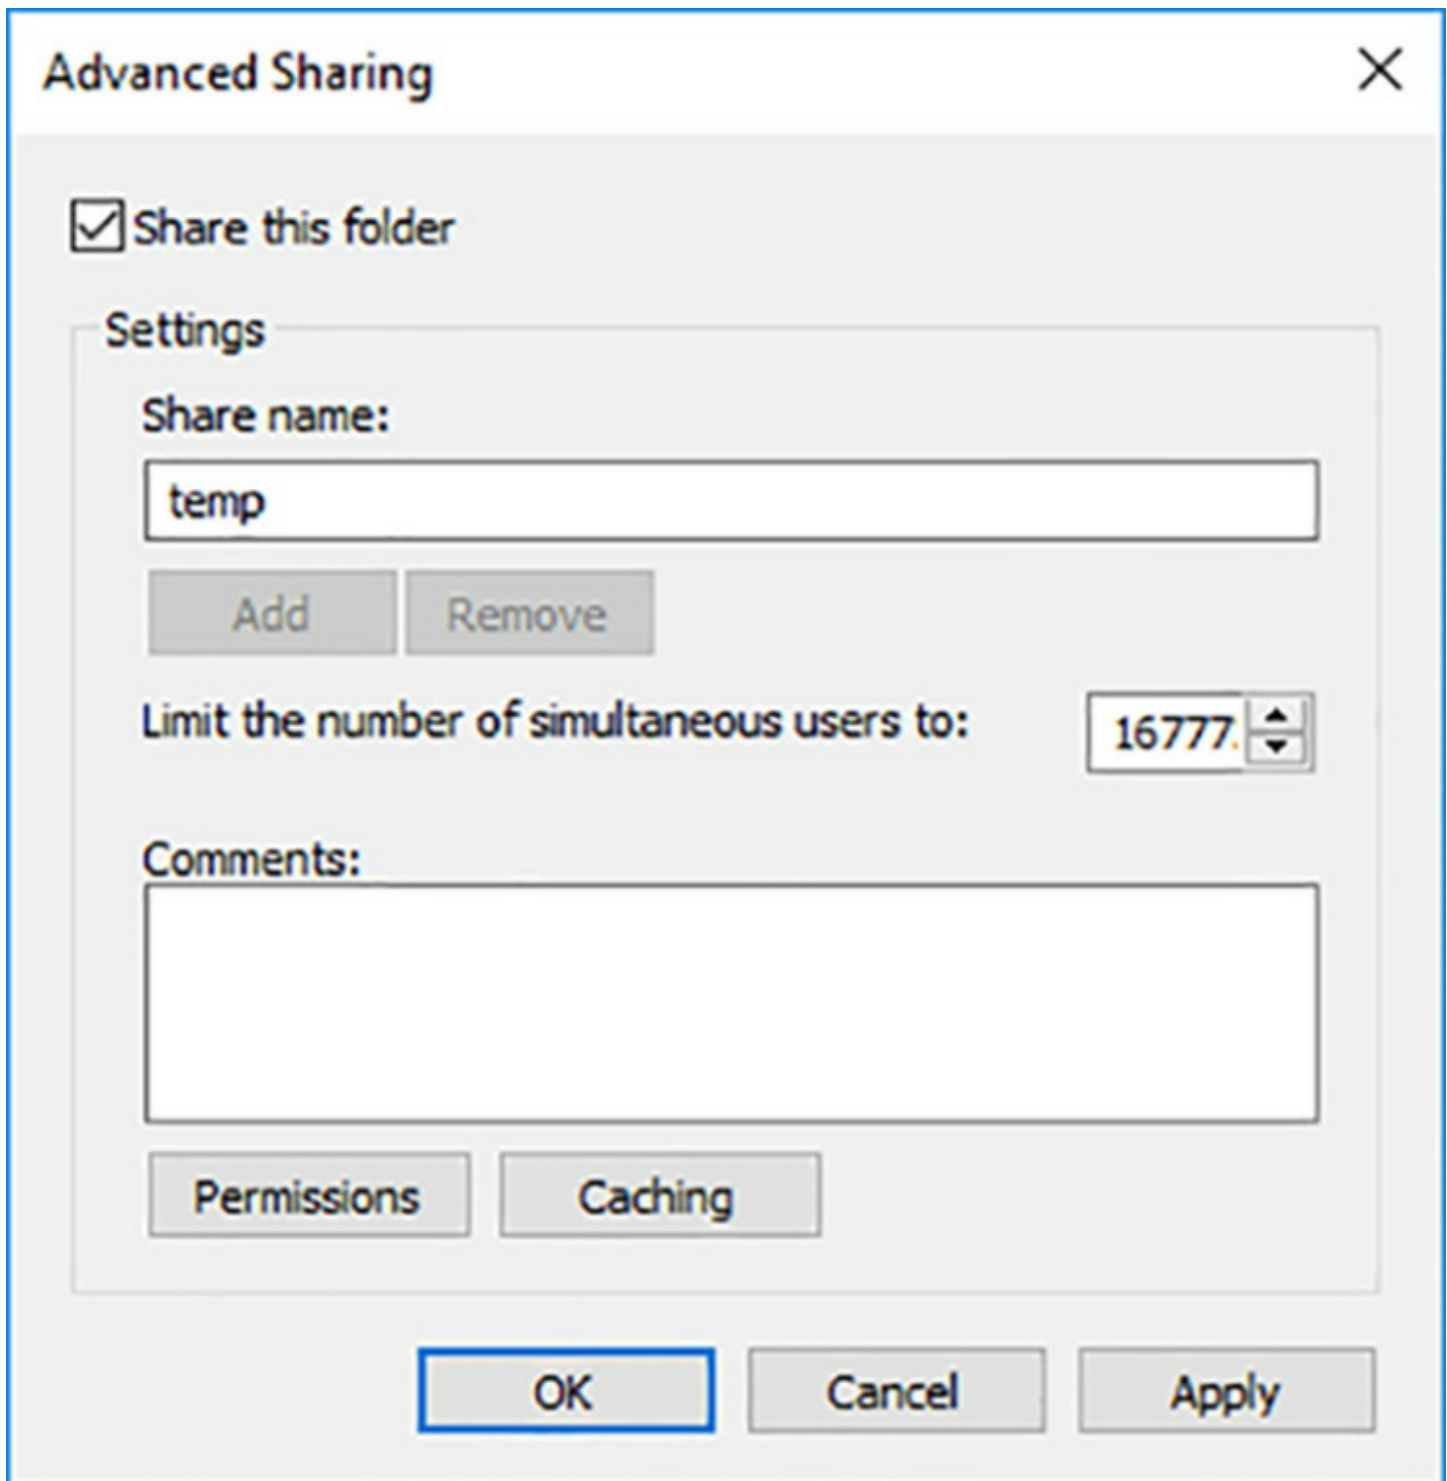 Advanced Sharing
Share this folder
Settings
Share name:
temp
Add Remove
Limit the number of simultaneous users to: 16777
Comments:
Permissions Caching
OK Cancel Apply